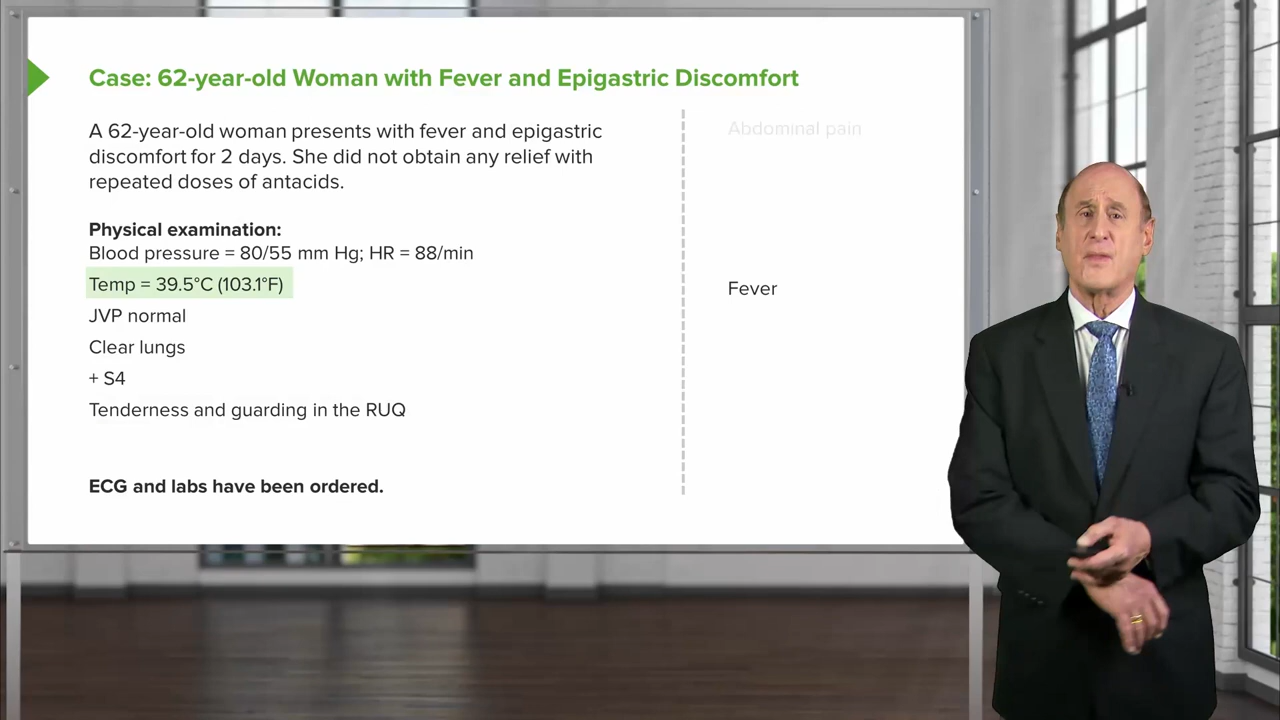 Case: 62-year-old Woman with Fever and Epigastric Discomfort
A 62-year-old woman presents with fever and epigastric
discomfort for 2 days. She did not obtain any relief with
repeated doses of antacids.
Physical examination:
Blood pressure = 80/55 mm Hg; HR = 88/min
Temp = 39.5°C (103.1°F)
JVP normal
Clear lungs
+ S4
Tenderness and guarding in the RUQ
ECG and labs have been ordered.
Abdominal pain
Fever